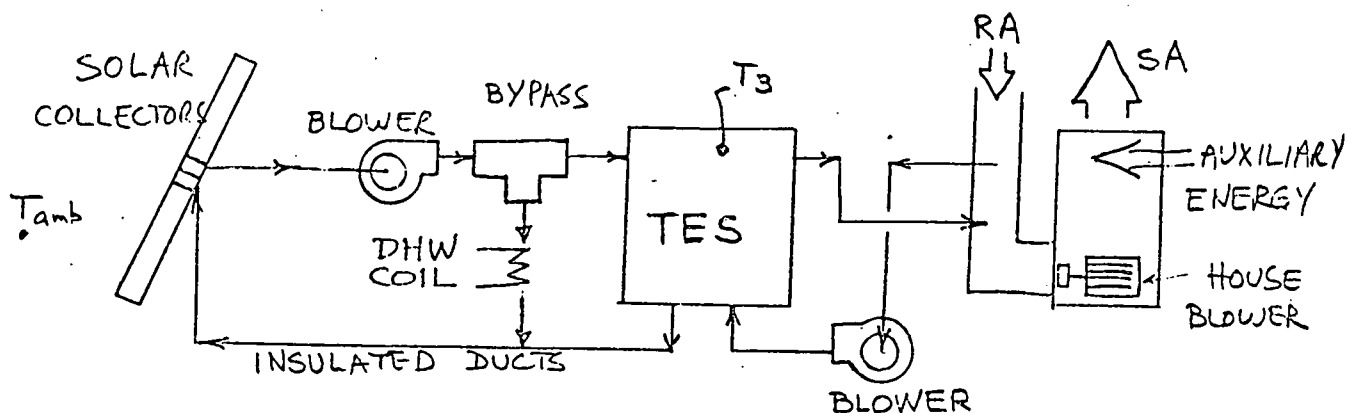 SOLAR
COLLECTORS
BLOWER
BYPASS
T3
RA
SA
AUXILIARY
ENERGY
Tamb
DHW
COIL
TES
HOUSE
BLOWER
INSULATED DUCTS
BLOWER